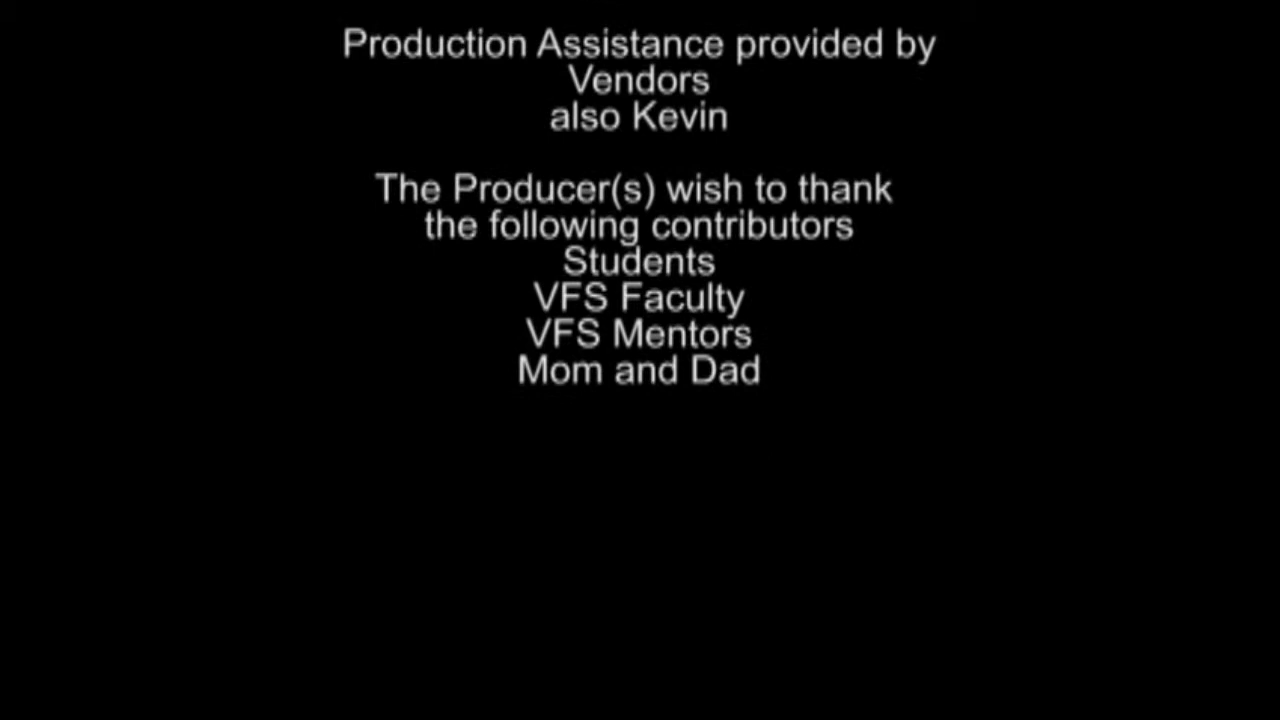 Production Assistance provided by
Vendors
also Kevin
The Producer(s) wish to thank
the following contributors
Students
VFS Faculty
VFS Mentors
Mom and Dad